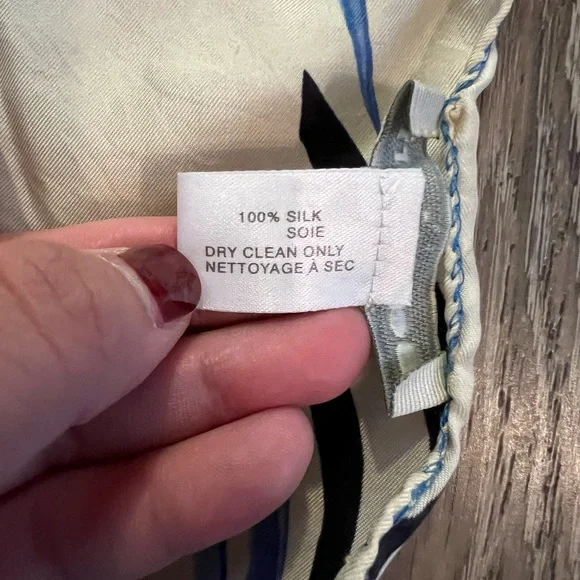 100% SILK
SOIE
DRY CLEAN ONLY
NETTOYAGE À SEC